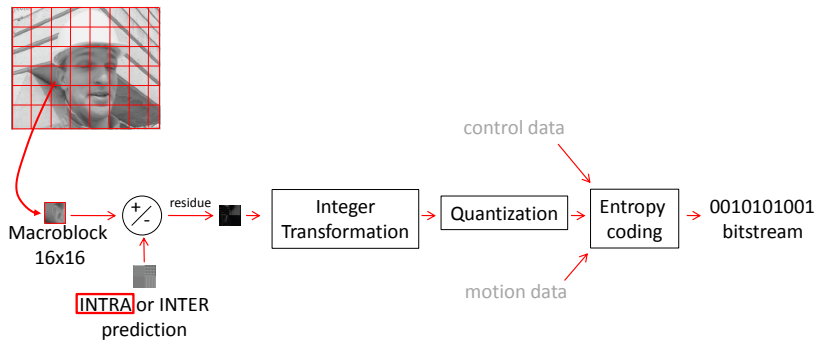 control data
residue
+/-
Integer
Transformation
Quantization
Entropy
coding
0010101001
bitstream
Macroblock
16x16
INTRA or INTER
prediction
motion data